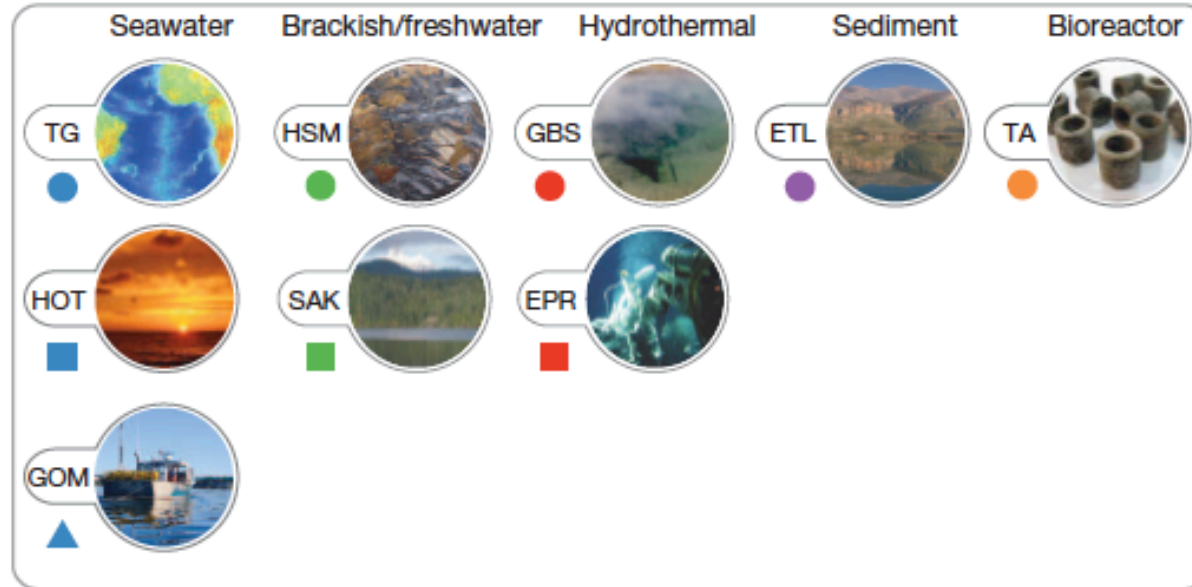 Seawater Brackish/freshwater Hydrothermal Sediment Bioreactor
TG HSM GBS ETL TA
HOT SAK EPR
GOM